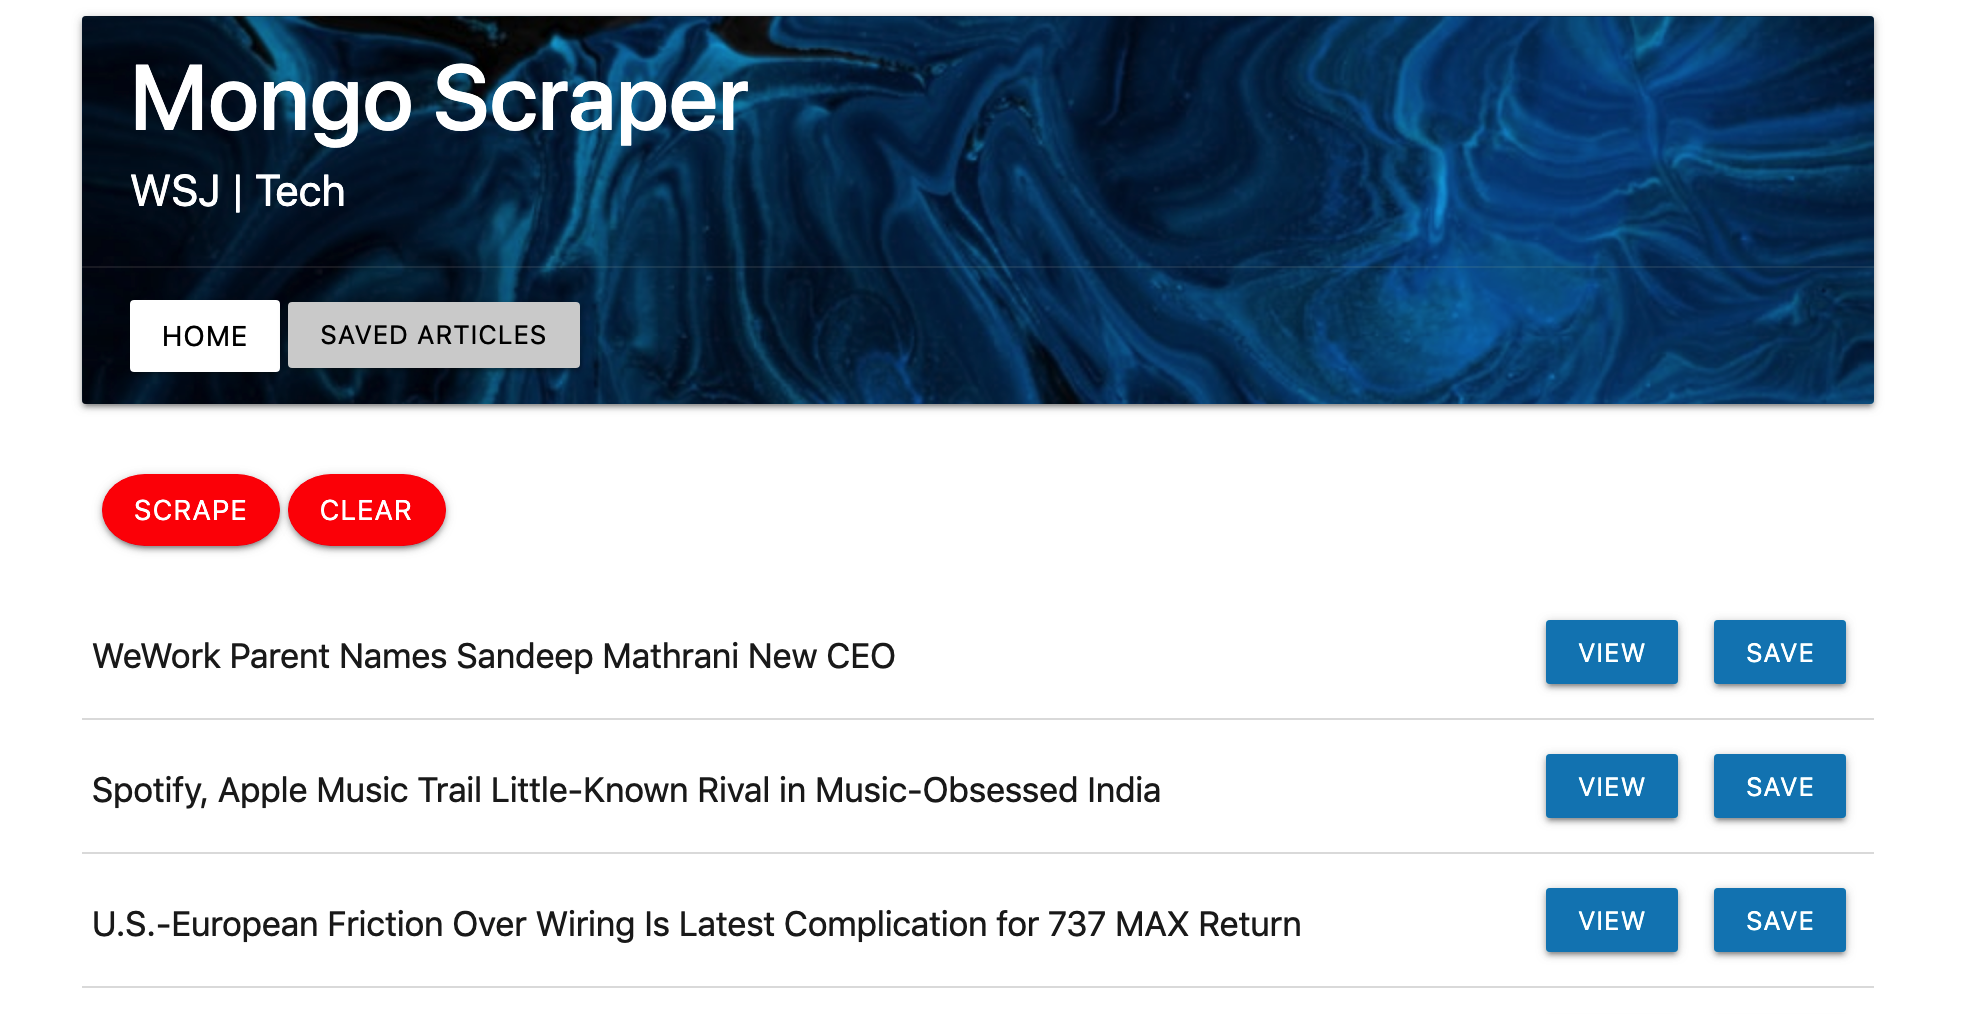 Mongo Scraper
WSJ | Tech
HOME SAVED ARTICLES
SCRAPE CLEAR
WeWork Parent Names Sandeep Mathrani New CEO VIEW SAVE
Spotify, Apple Music Trail Little-Known Rival in Music-Obsessed India VIEW SAVE
U.S.-European Friction Over Wiring Is Latest Complication for 737 MAX Return VIEW SAVE